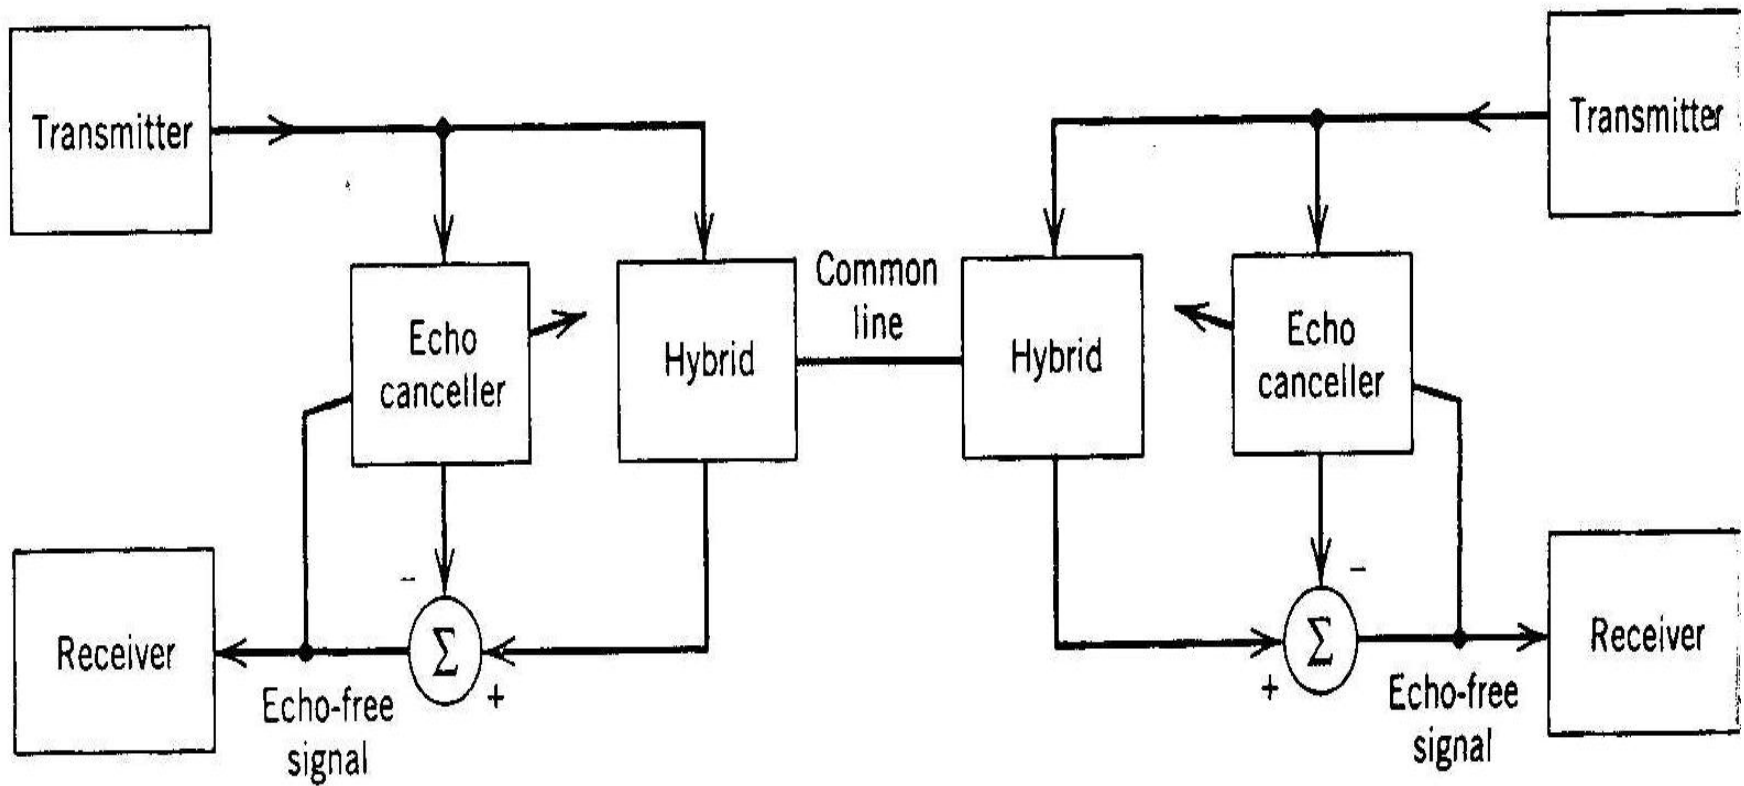 Transmitter
Transmitter
Common
line
Echo
canceller
Hybrid
Hybrid
Echo
canceller
-
-
Receiver
Σ
+
Σ
+
Receiver
Echo-free
signal
Echo-free
signal